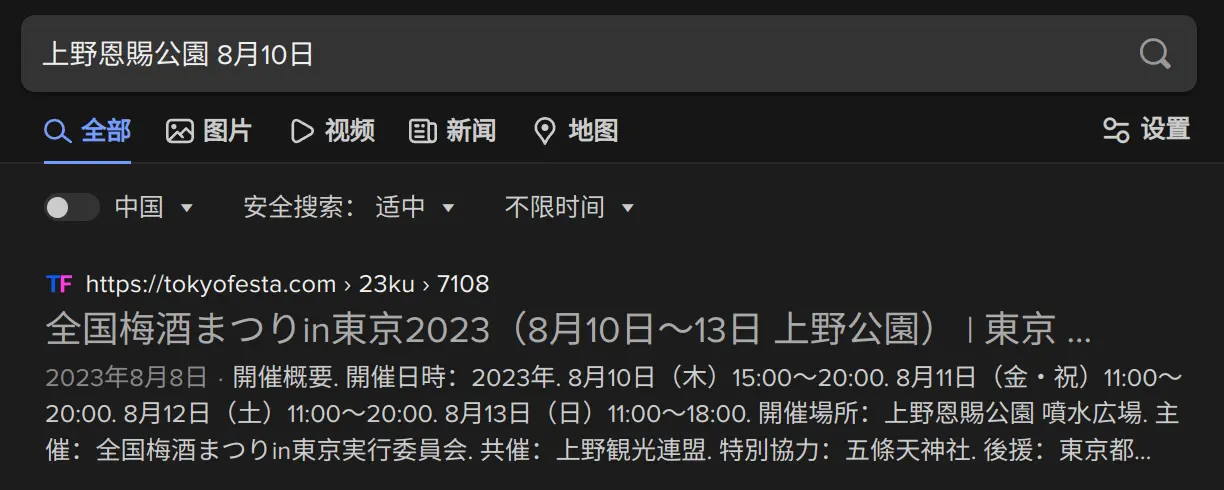 上野恩賜公園 8月10日
全部 图片 视频 新闻 地图 设置
中国 安全搜索： 适中 不限时间
TF https://tokyofesta.com › 23ku › 7108
全国梅酒まつりin東京2023（8月10日～13日 上野公園） | 東京 ...
2023年8月8日 · 開催概要. 開催日時：2023年. 8月10日（木）15:00～20:00. 8月11日（金・祝）11:00～
20:00. 8月12日（土）11:00～20:00. 8月13日（日）11:00～18:00. 開催場所：上野恩賜公園 噴水広場. 主
催：全国梅酒まつりin東京実行委員会. 共催：上野観光連盟. 特別協力：五條天神社. 後援：東京都...